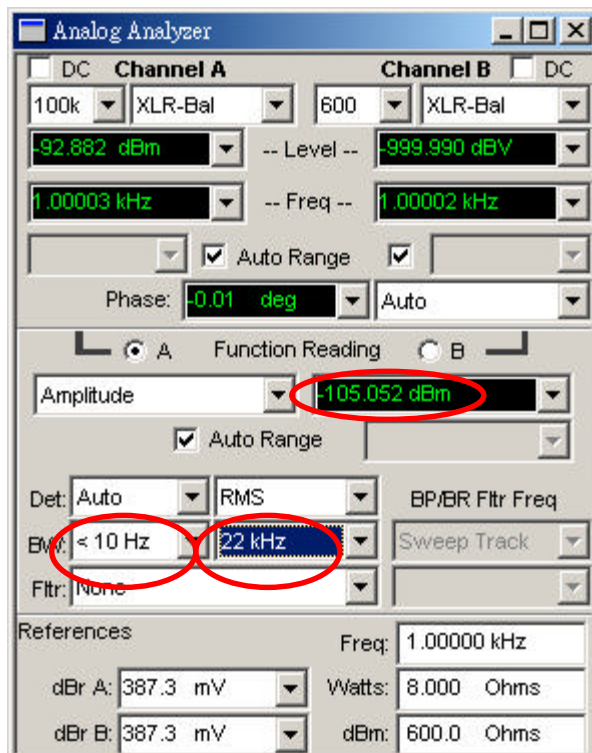 Analog Analyzer
DC Channel A Channel B DC
100k XLR-Bal 600 XLR-Bal
-92.882 dBm -- Level -- -999.990 dBV
1.00003 kHz -- Freq -- 1.00002 kHz
Auto Range
Phase: -0.01 deg Auto
A Function Reading B
Amplitude -105.052 dBm
Auto Range
Det: Auto RMS BP/BR Fltr Freq
BW: < 10 Hz 22 kHz Sweep Track
Fltr: None
References Freq: 1.00000 kHz
dBr A: 387.3 mV Watts: 8.000 Ohms
dBr B: 387.3 mV dBm: 600.0 Ohms